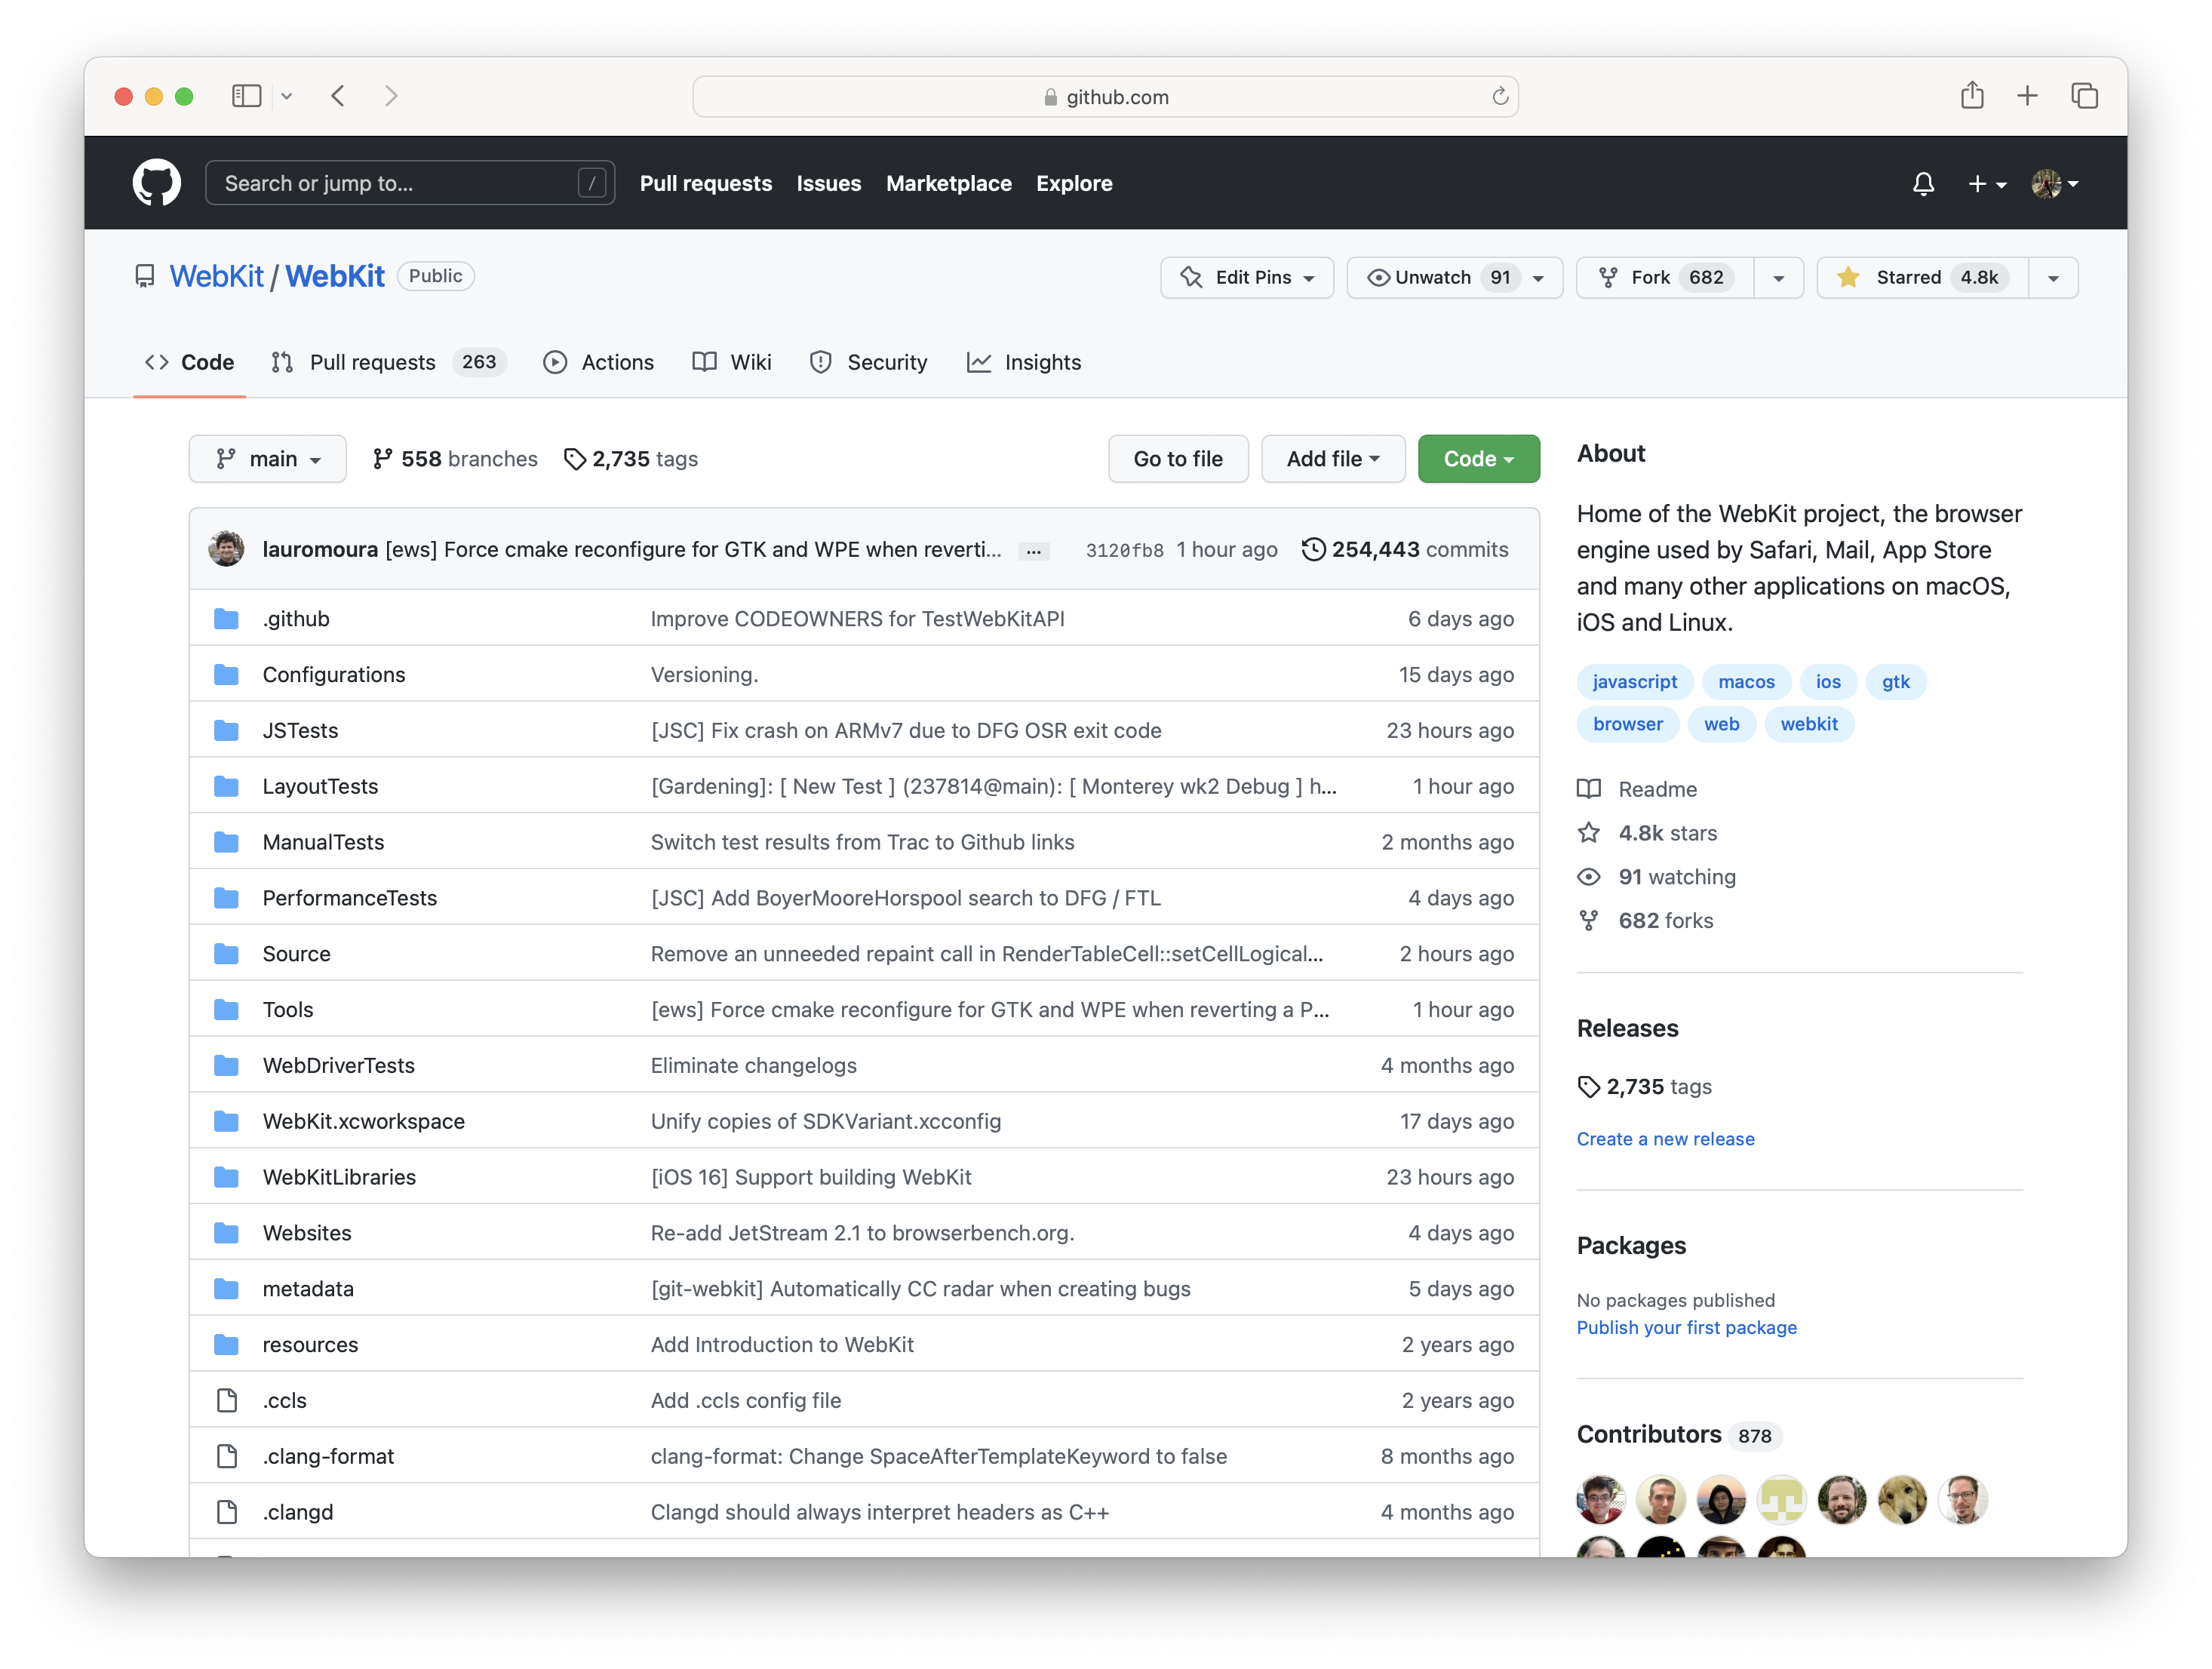 github.com
Search or jump to... /
Pull requests Issues Marketplace Explore
WebKit / WebKit Public
Edit Pins Unwatch 91 Fork 682 Starred 4.8k
Code Pull requests 263 Actions Wiki Security Insights
main 558 branches 2,735 tags Go to file Add file Code
lauromoura [ews] Force cmake reconfigure for GTK and WPE when reverti... ... 3120fb8 1 hour ago 254,443 commits
.github Improve CODEOWNERS for TestWebKitAPI 6 days ago
Configurations Versioning. 15 days ago
JSTests [JSC] Fix crash on ARMv7 due to DFG OSR exit code 23 hours ago
LayoutTests [Gardening]: [ New Test ] (237814@main): [ Monterey wk2 Debug ] h... 1 hour ago
ManualTests Switch test results from Trac to Github links 2 months ago
PerformanceTests [JSC] Add BoyerMooreHorspool search to DFG / FTL 4 days ago
Source Remove an unneeded repaint call in RenderTableCell::setCellLogical... 2 hours ago
Tools [ews] Force cmake reconfigure for GTK and WPE when reverting a P... 1 hour ago
WebDriverTests Eliminate changelogs 4 months ago
WebKit.xcworkspace Unify copies of SDKVariant.xcconfig 17 days ago
WebKitLibraries [iOS 16] Support building WebKit 23 hours ago
Websites Re-add JetStream 2.1 to browserbench.org. 4 days ago
metadata [git-webkit] Automatically CC radar when creating bugs 5 days ago
resources Add Introduction to WebKit 2 years ago
.ccls Add .ccls config file 2 years ago
.clang-format clang-format: Change SpaceAfterTemplateKeyword to false 8 months ago
.clangd Clangd should always interpret headers as C++ 4 months ago
About
Home of the WebKit project, the browser
engine used by Safari, Mail, App Store
and many other applications on macOS,
iOS and Linux.
javascript macos ios gtk
browser web webkit
Readme
4.8k stars
91 watching
682 forks
Releases
2,735 tags
Create a new release
Packages
No packages published
Publish your first package
Contributors 878